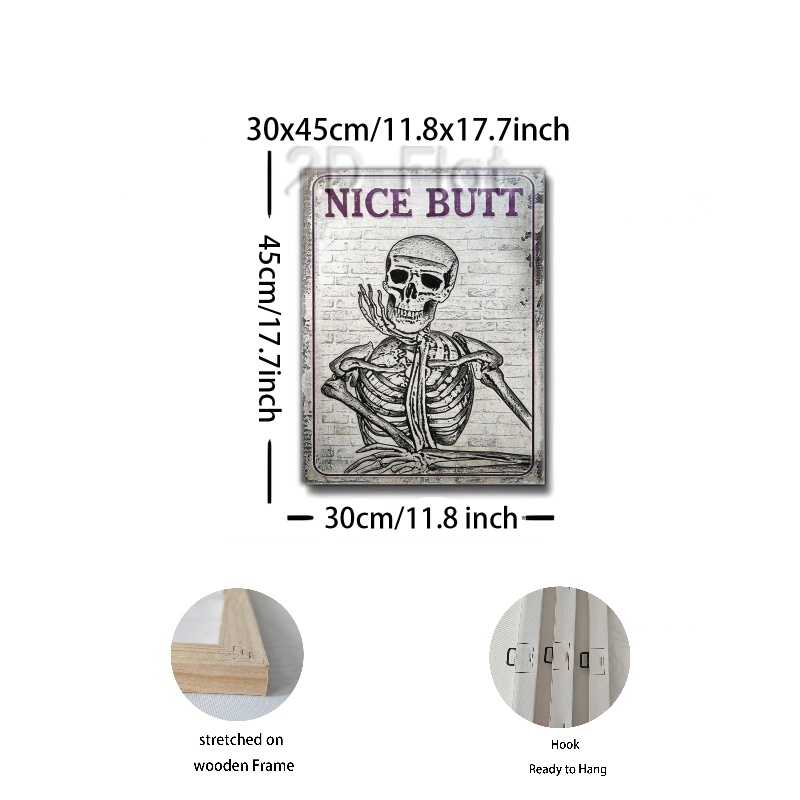 30x45cm/11.8x17.7inch
2D Flat
NICE BUTT
45cm/17.7inch
30cm/11.8 inch
stretched on
wooden Frame
Hook
Ready to Hang